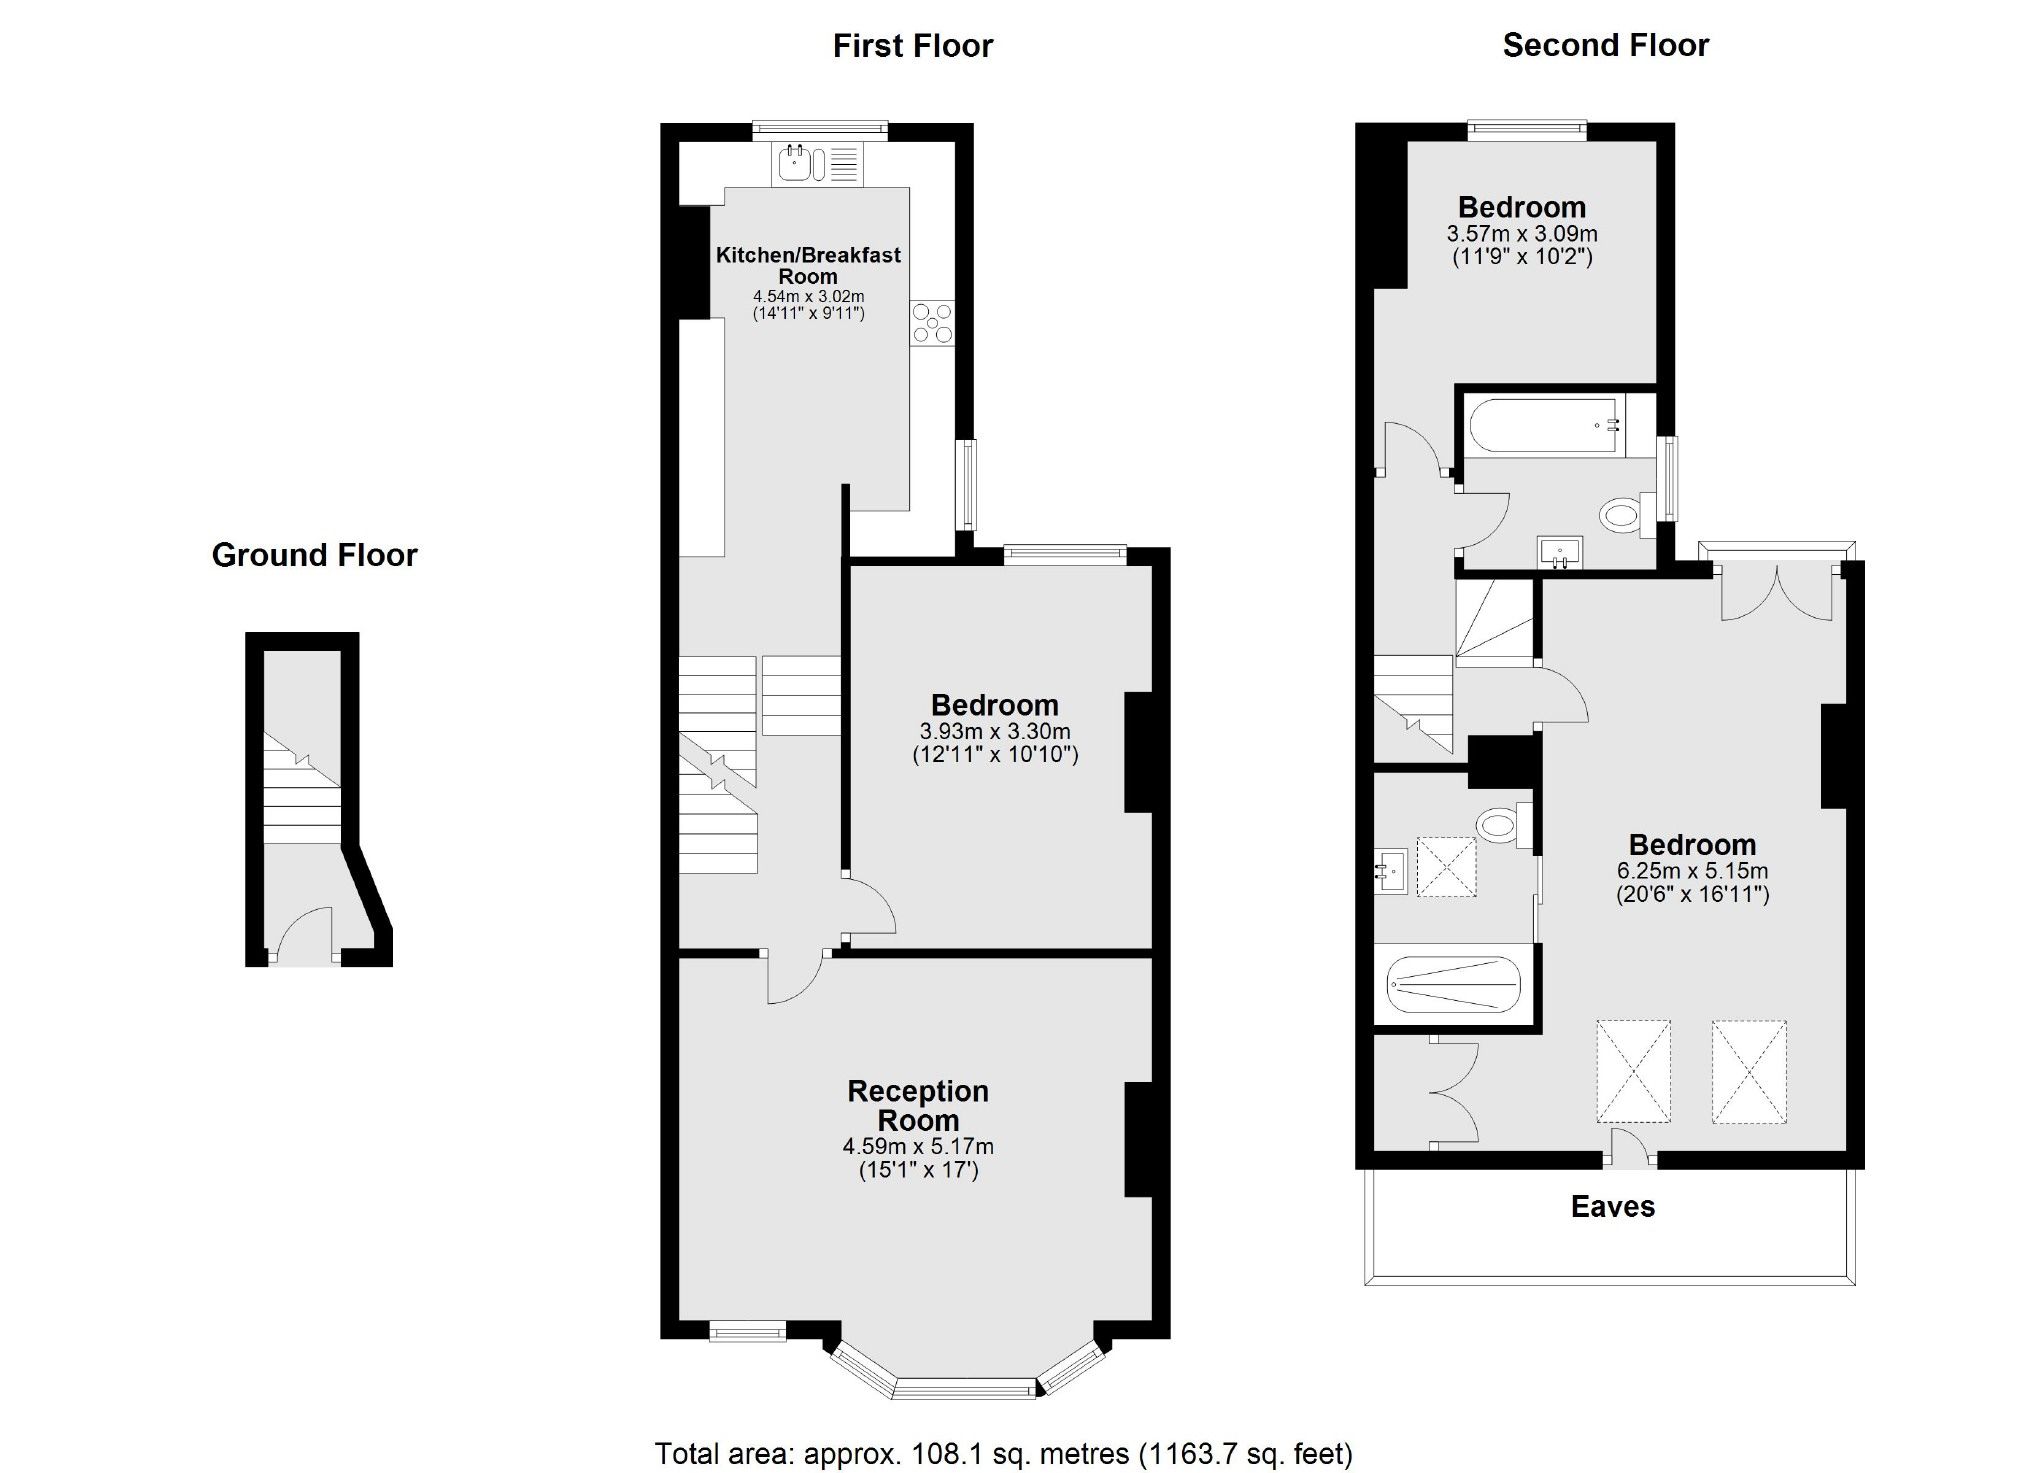 First Floor
Second Floor
Kitchen/Breakfast
Room
4.54m x 3.02m
(14'11" x 9'11")
Bedroom
3.57m x 3.09m
(11'9" x 10'2")
Ground Floor
Bedroom
3.93m x 3.30m
(12'11" x 10'10")
Bedroom
6.25m x 5.15m
(20'6" x 16'11")
Reception
Room
4.59m x 5.17m
(15'1" x 17')
Eaves
Total area: approx. 108.1 sq. metres (1163.7 sq. feet)